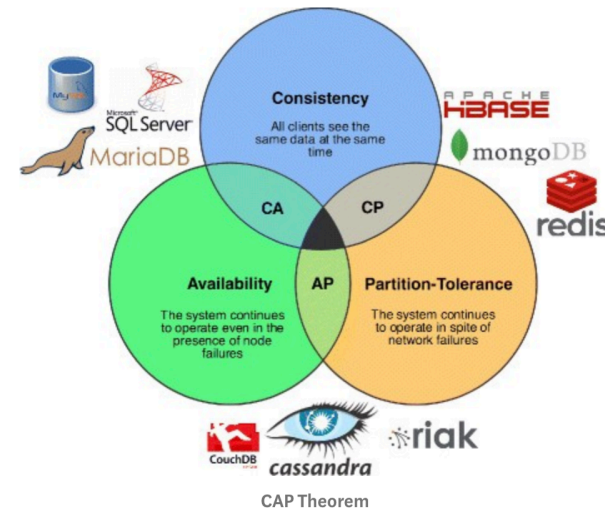 Consistency
All clients see the
same data at the same
time
MySQL
Microsoft
SQL Server
MariaDB
APACHE
HBASE
mongoDB
redis
CA
CP
AP
Availability
The system continues
to operate even in the
presence of node
failures
Partition-Tolerance
The system continues
to operate in spite of
network failures
CouchDB
cassandra
riak
CAP Theorem